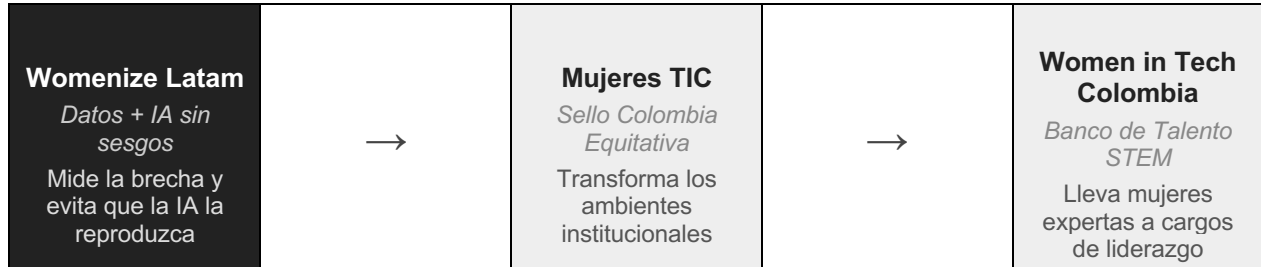 Womenize Latam
Datos + IA sin
sesgos
Mide la brecha y
evita que la IA la
reproduzca
→
Mujeres TIC
Sello Colombia
Equitativa
Transforma los
ambientes
institucionales
→
Women in Tech
Colombia
Banco de Talento
STEM
Lleva mujeres
expertas a cargos
de liderazgo